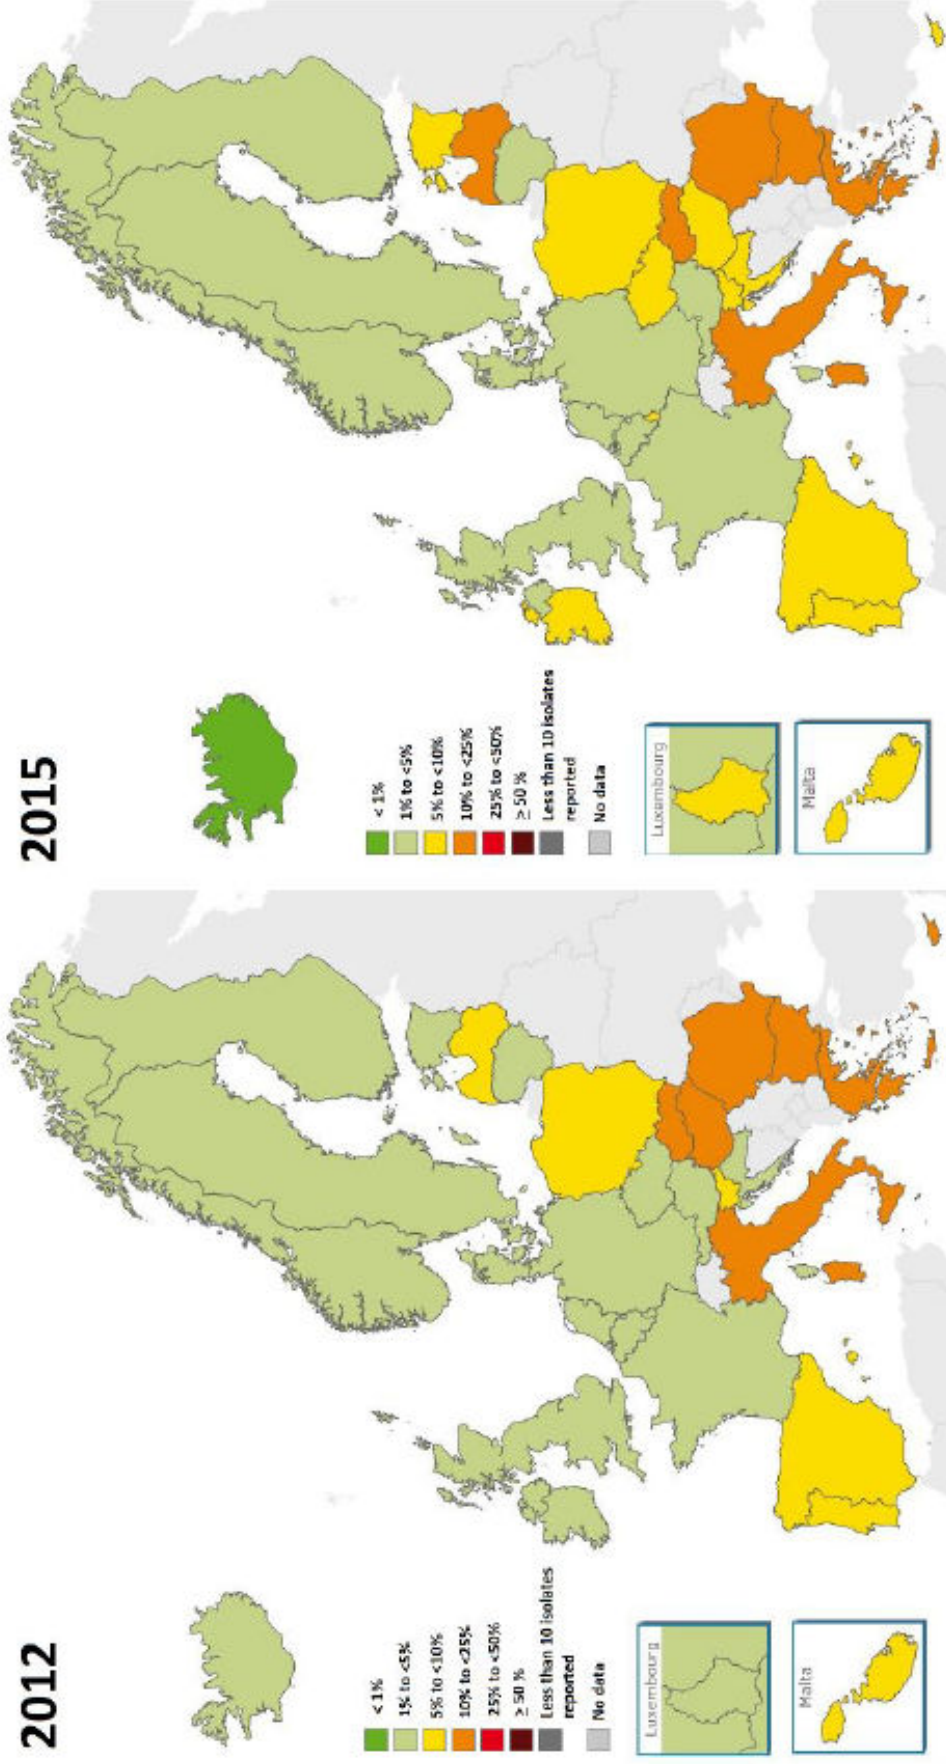 2012
< 1%
1% to <5%
5% to <10%
10% to <25%
25% to <50%
≥ 50 %
Less than 10 isolates
reported
No data
Luxembourg
Malta
2015
< 1%
1% to <5%
5% to <10%
10% to <25%
25% to <50%
≥ 50 %
Less than 10 isolates
reported
No data
Luxembourg
Malta